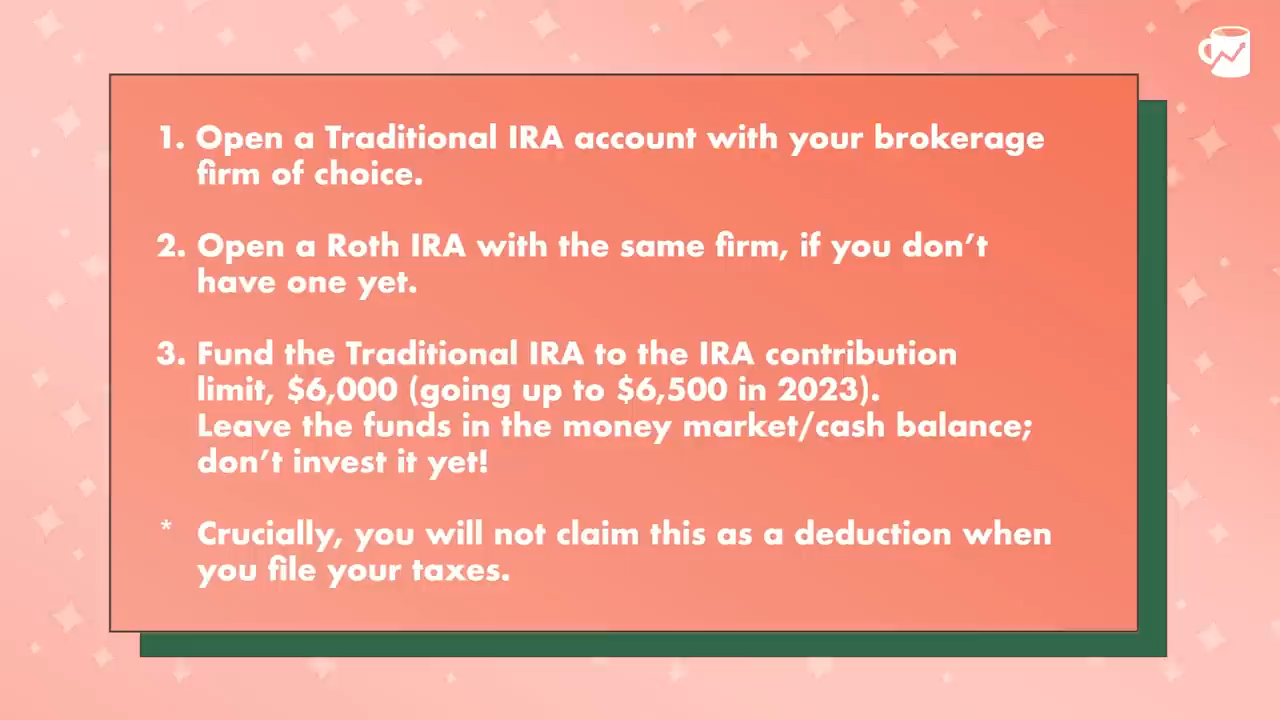 1. Open a Traditional IRA account with your brokerage
firm of choice.
2. Open a Roth IRA with the same firm, if you don’t
have one yet.
3. Fund the Traditional IRA to the IRA contribution
limit, $6,000 (going up to $6,500 in 2023).
Leave the funds in the money market/cash balance;
don’t invest it yet!
* Crucially, you will not claim this as a deduction when
you file your taxes.